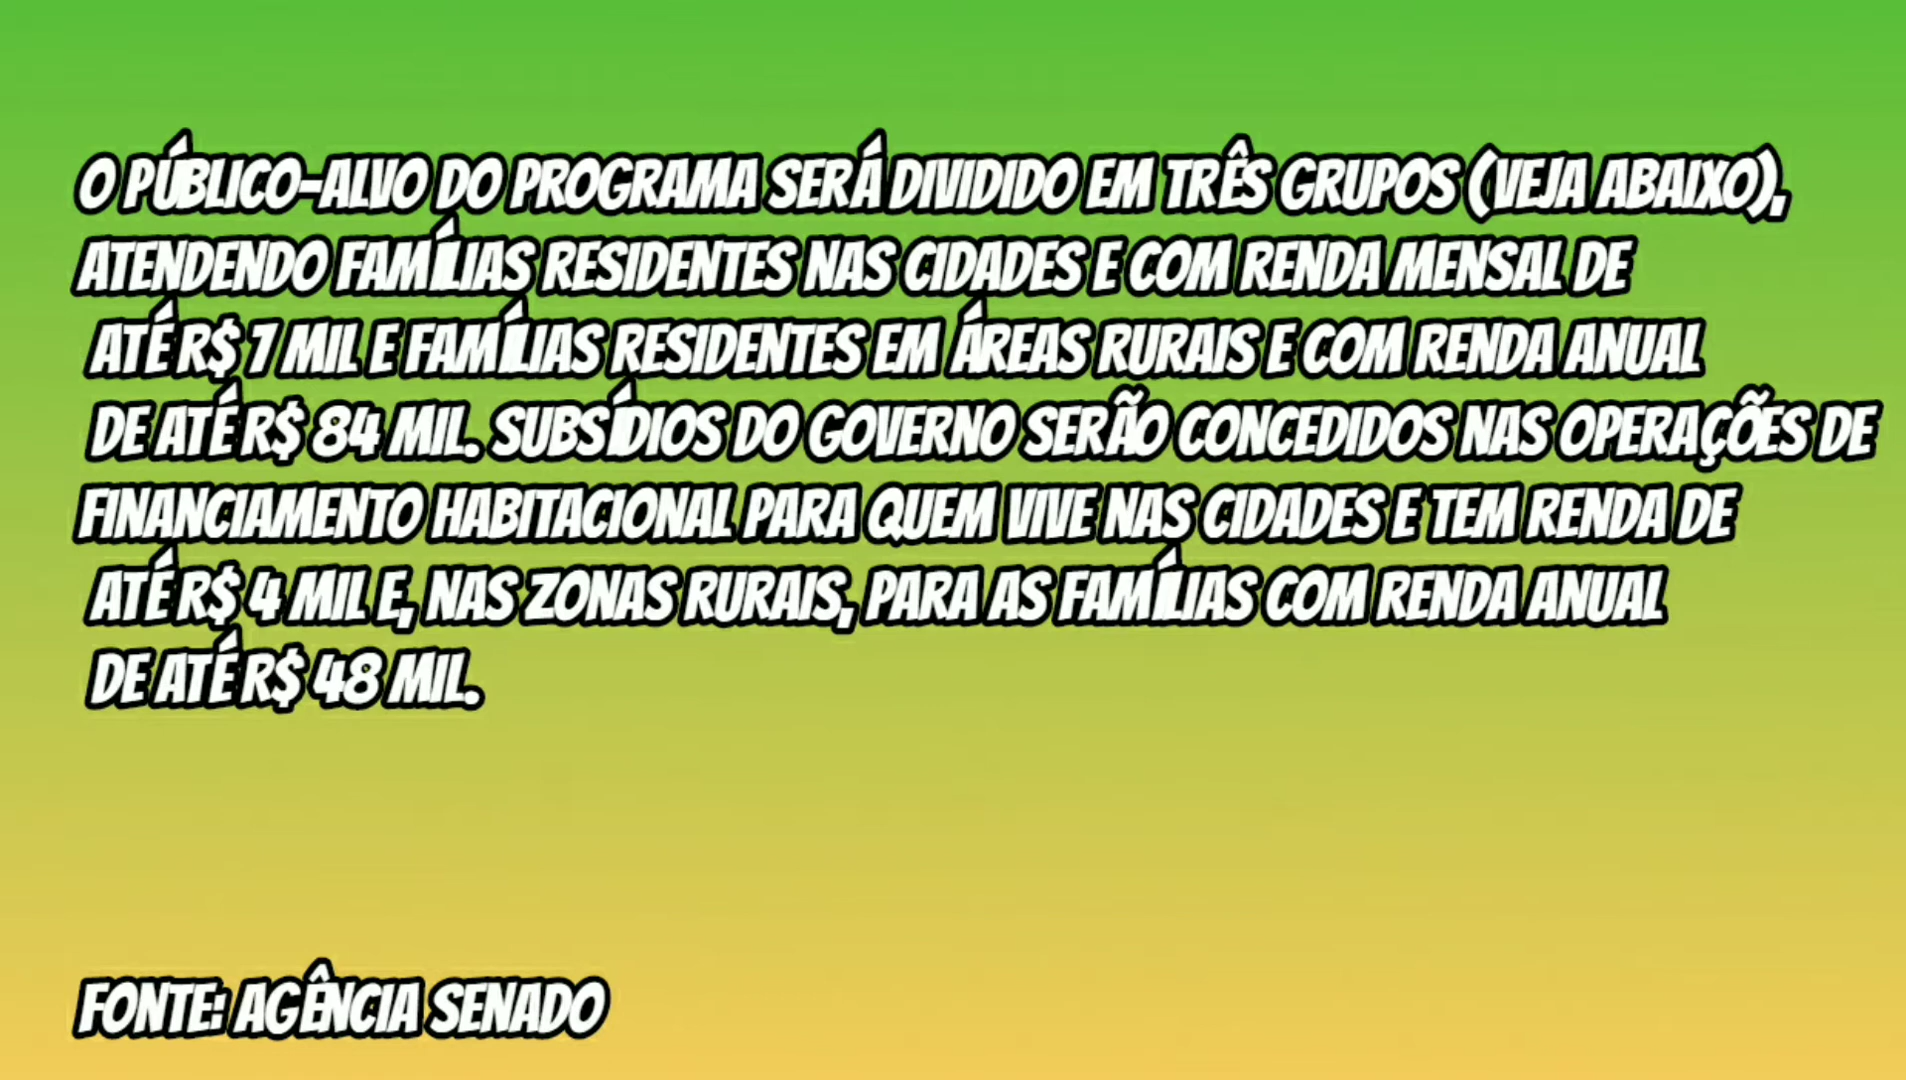 O PÚBLICO-ALVO DO PROGRAMA SERÁ DIVIDIDO EM TRÊS GRUPOS (VEJA ABAIXO),
ATENDENDO FAMÍLIAS RESIDENTES NAS CIDADES E COM RENDA MENSAL DE
ATÉ R$ 7 MIL E FAMÍLIAS RESIDENTES EM ÁREAS RURAIS E COM RENDA ANUAL
DE ATÉ R$ 84 MIL. SUBSÍDIOS DO GOVERNO SERÃO CONCEDIDOS NAS OPERAÇÕES DE
FINANCIAMENTO HABITACIONAL PARA QUEM VIVE NAS CIDADES E TEM RENDA DE
ATÉ R$ 4 MIL E, NAS ZONAS RURAIS, PARA AS FAMÍLIAS COM RENDA ANUAL
DE ATÉ R$ 48 MIL.
FONTE: AGÊNCIA SENADO